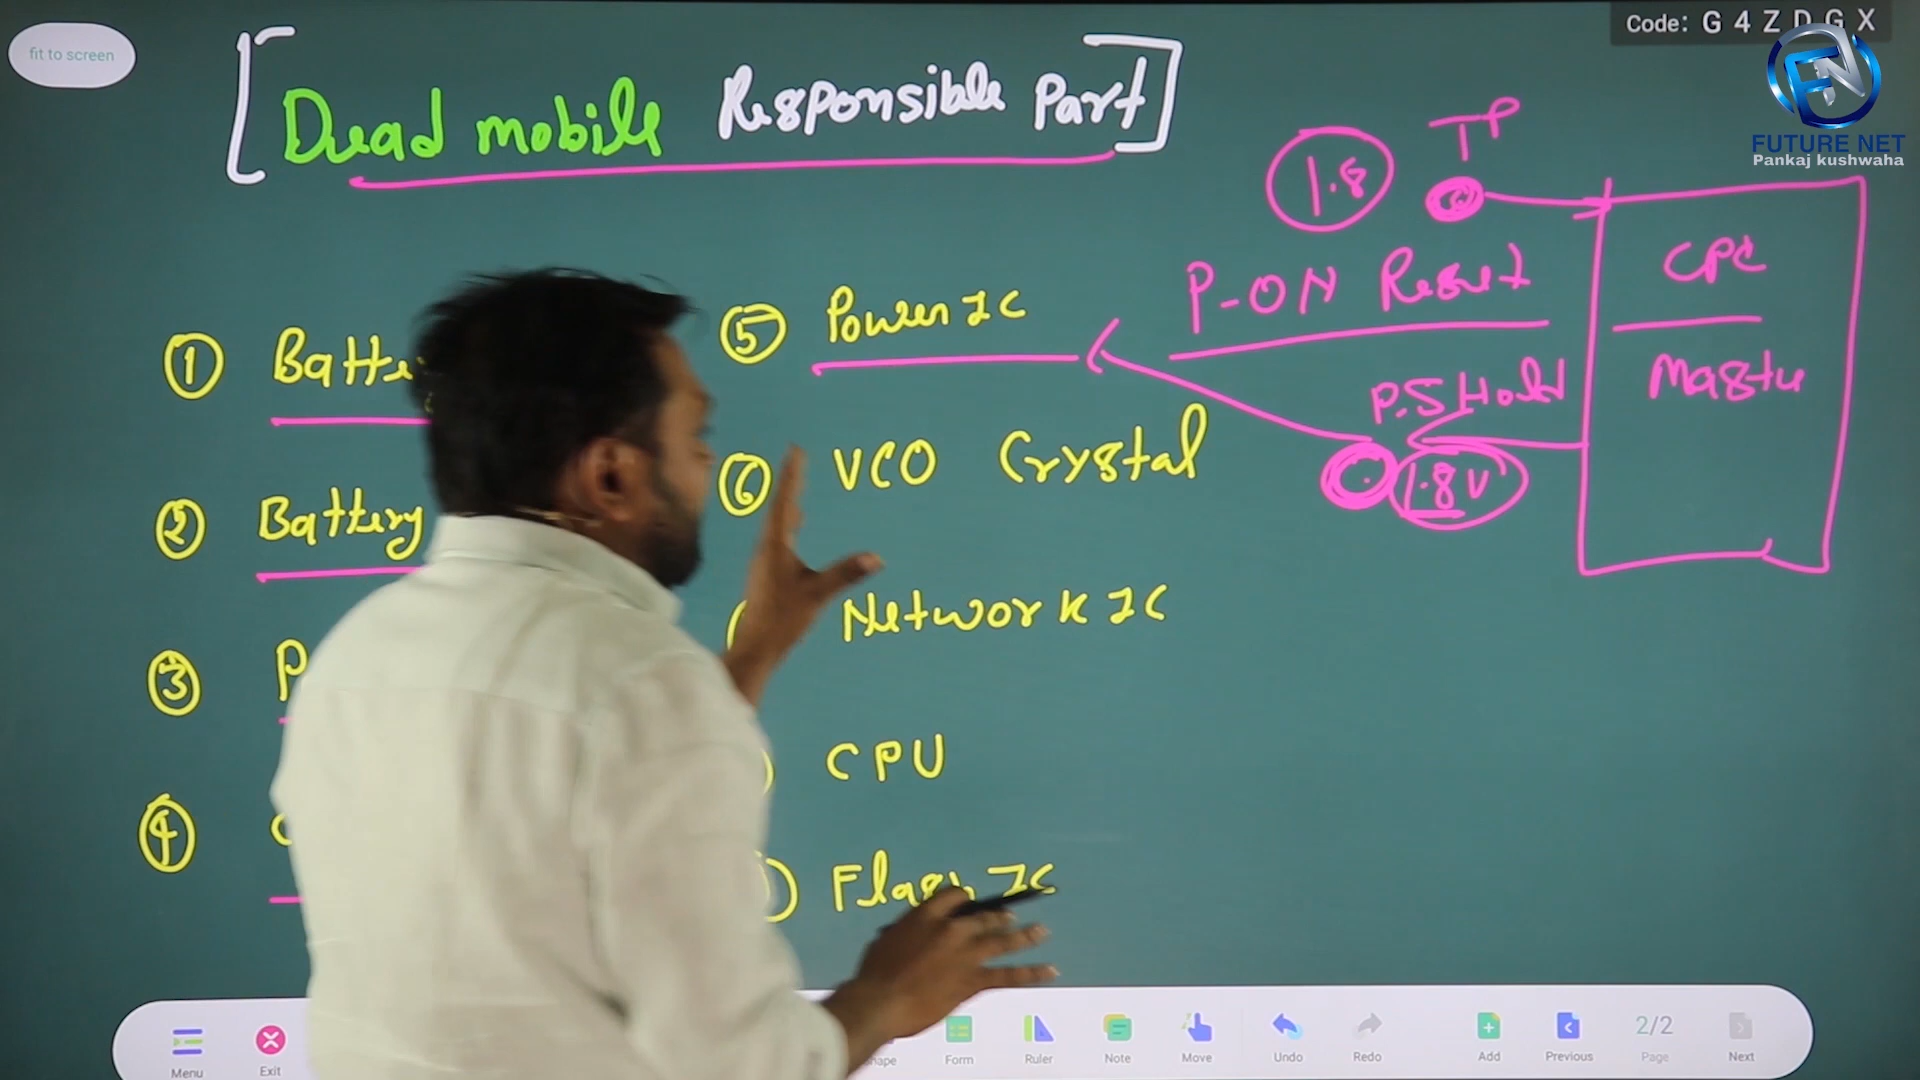 fit to screen
Code: G 4 Z D G X
FUTURE NET
Pankaj kushwaha
Dead mobile Responsible Part
1.8
TP
P-ON Reset
CPU
Master
P.S Hold
1.8 V
1
2 Battery
3 P
4
5 Power IC
6 VCO Crystal
Network IC
CPU
Flash IC
Menu
Exit
Form
Ruler
Note
Move
Undo
Redo
Add
Previous
2/2
Page
Next